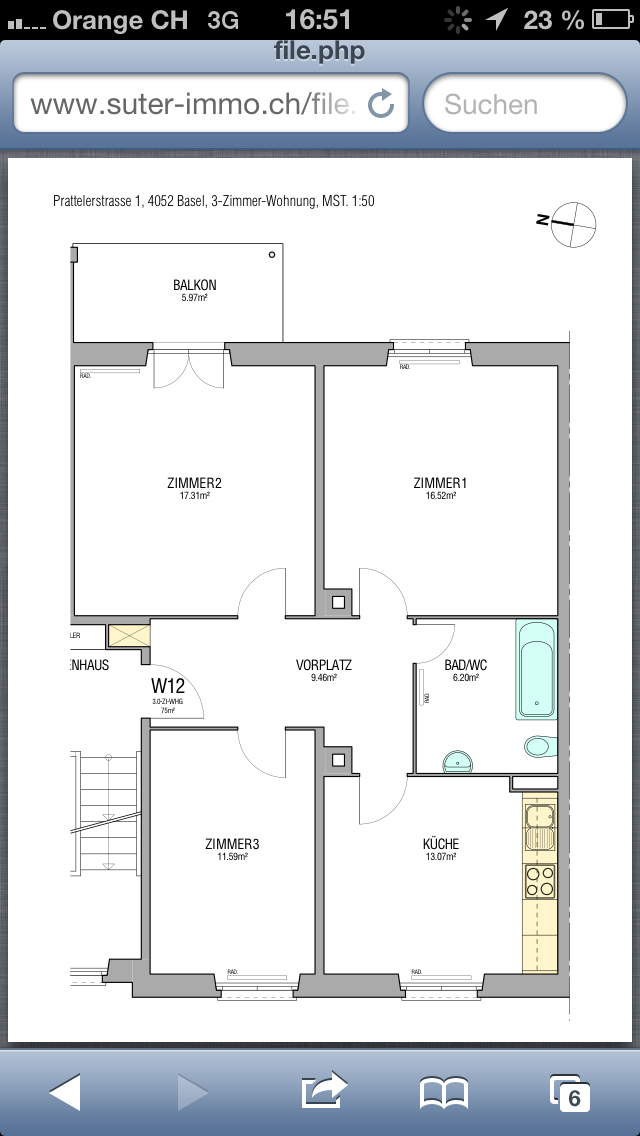 Orange CH 3G 16:51 23 %
file.php
www.suter-immo.ch/file.
Suchen
Prattelerstrasse 1, 4052 Basel, 3-Zimmer-Wohnung, MST. 1:50
N
BALKON
5.97m²
RAD.
RAD.
ZIMMER2
17.31m²
ZIMMER1
16.52m²
LER
ENHAUS
W12
3.0-ZI-WHG
75m²
VORPLATZ
9.46m²
BAD/WC
6.20m²
RAD.
ZIMMER3
11.59m²
KÜCHE
13.07m²
RAD.
RAD.
6